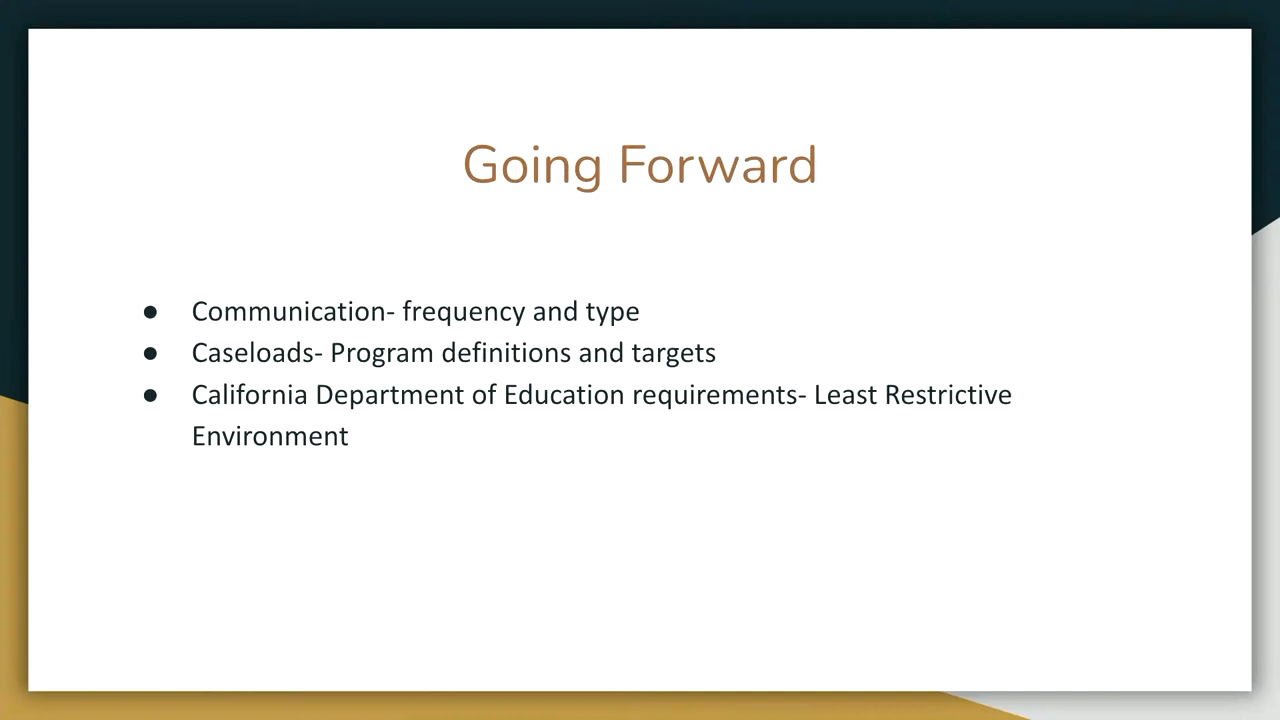 Going Forward
● Communication- frequency and type
● Caseloads- Program definitions and targets
● California Department of Education requirements- Least Restrictive
Environment